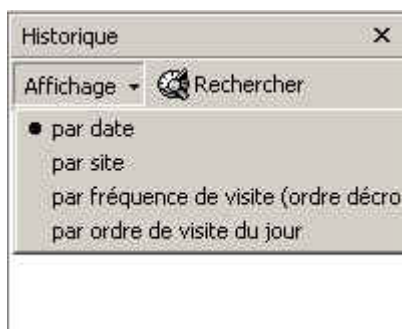 Historique
Affichage Rechercher
par date
par site
par fréquence de visite (ordre décro
par ordre de visite du jour